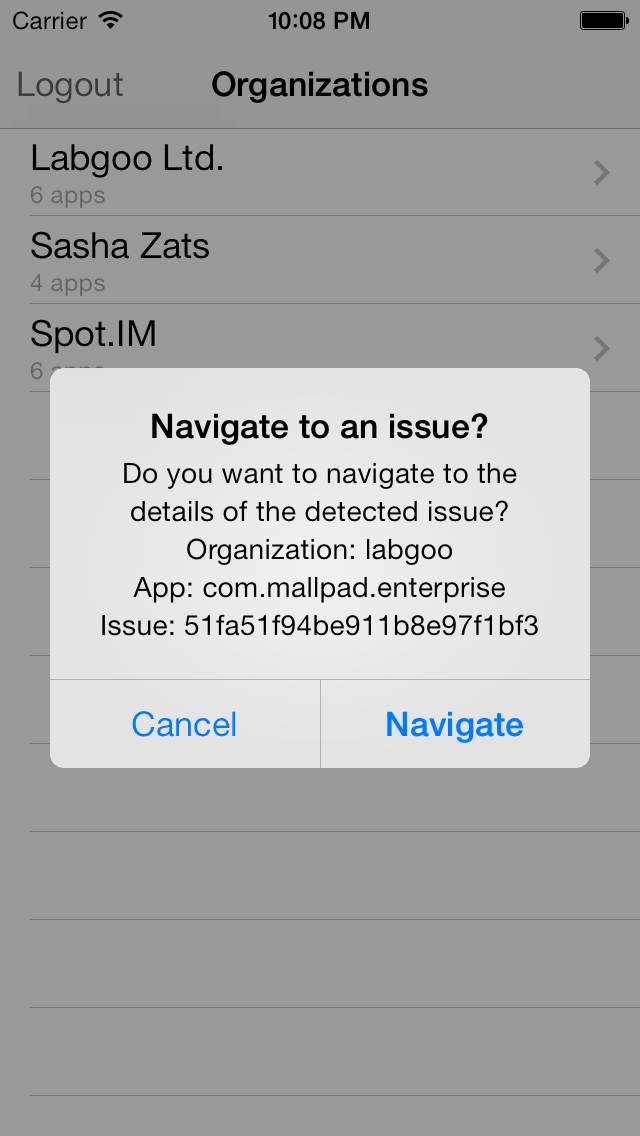 Carrier 10:08 PM
Logout Organizations
Labgoo Ltd.
6 apps
Sasha Zats
4 apps
Spot.IM
6 apps
Navigate to an issue?
Do you want to navigate to the
details of the detected issue?
Organization: labgoo
App: com.mallpad.enterprise
Issue: 51fa51f94be911b8e97f1bf3
Cancel Navigate